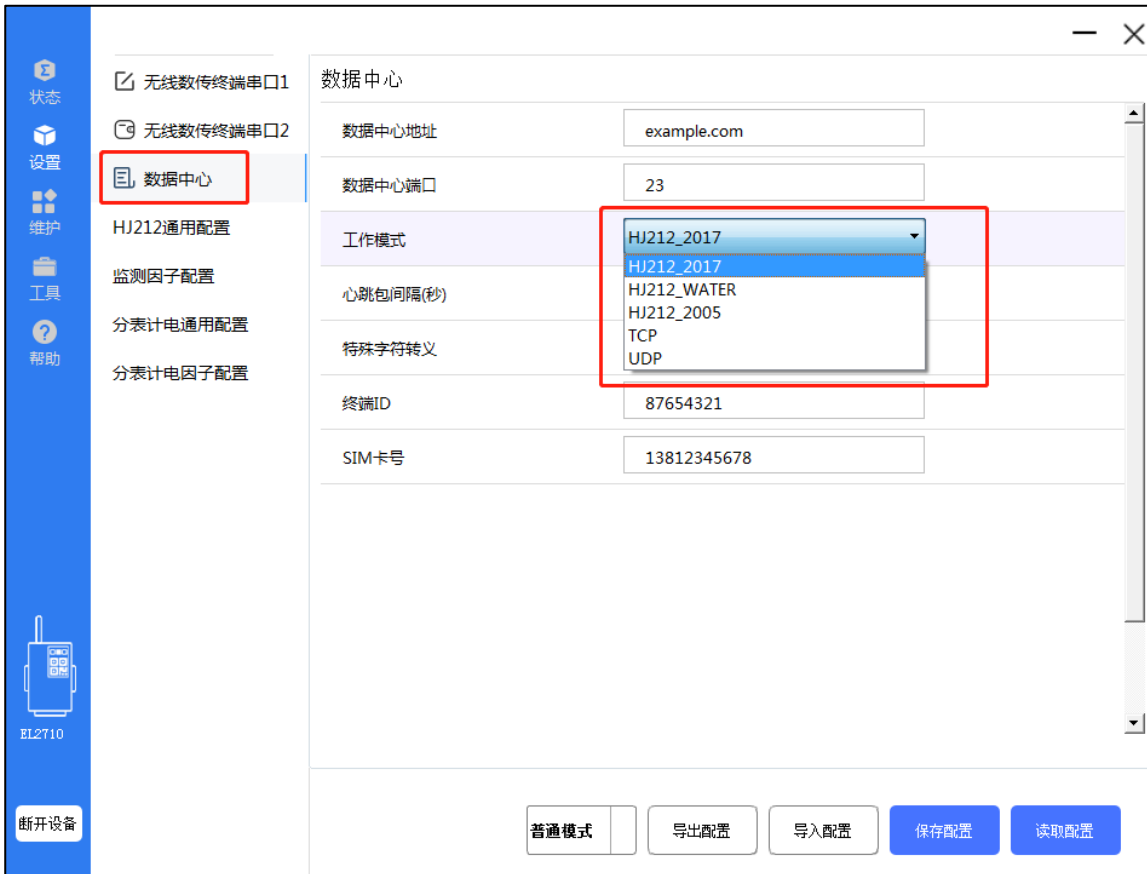 状态
设置
维护
工具
帮助
EL2710
断开设备
无线数传终端串口1
无线数传终端串口2
数据中心
HJ212通用配置
监测因子配置
分表计电通用配置
分表计电因子配置
数据中心
数据中心地址 example.com
数据中心端口 23
工作模式 HJ212_2017
HJ212_2017
HJ212_WATER
HJ212_2005
TCP
UDP
心跳包间隔(秒)
特殊字符转义
终端ID 87654321
SIM卡号 13812345678
普通模式 导出配置 导入配置 保存配置 读取配置